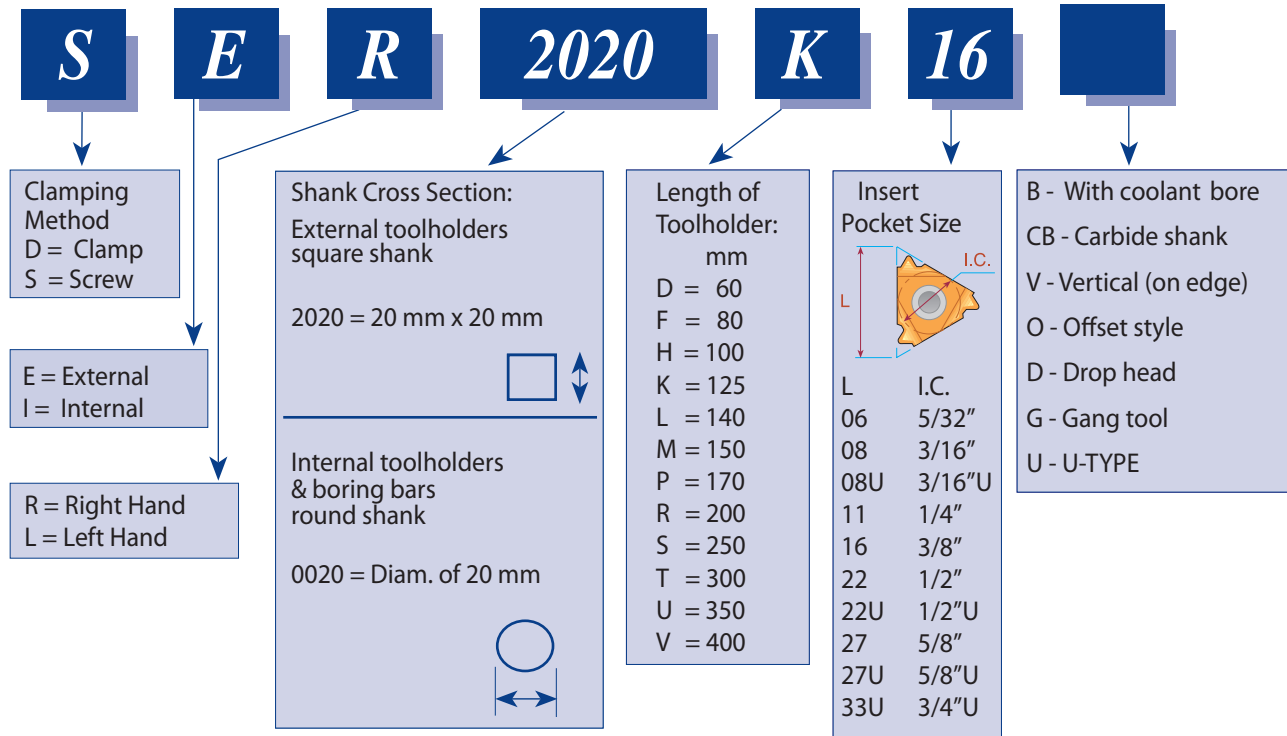 S E R 2020 K 16
Clamping
Method
D = Clamp
S = Screw
E = External
I = Internal
R = Right Hand
L = Left Hand
Shank Cross Section:
External toolholders
square shank
2020 = 20 mm x 20 mm
Internal toolholders
& boring bars
round shank
0020 = Diam. of 20 mm
Length of
Toolholder:
mm
D = 60
F = 80
H = 100
K = 125
L = 140
M = 150
P = 170
R = 200
S = 250
T = 300
U = 350
V = 400
Insert
Pocket Size
I.C.
L
L I.C.
06 5/32″
08 3/16″
08U 3/16″U
11 1/4″
16 3/8″
22 1/2″
22U 1/2″U
27 5/8″
27U 5/8″U
33U 3/4″U
B - With coolant bore
CB - Carbide shank
V - Vertical (on edge)
O - Offset style
D - Drop head
G - Gang tool
U - U-TYPE